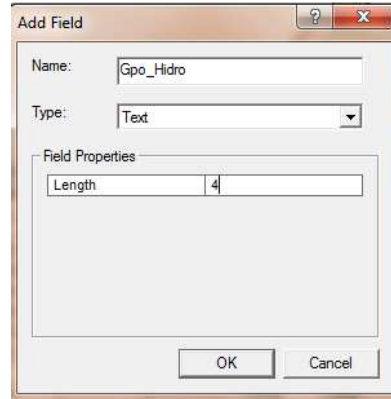 Add Field
Name: Gpo_Hidro
Type: Text
Field Properties
Length 4
OK Cancel